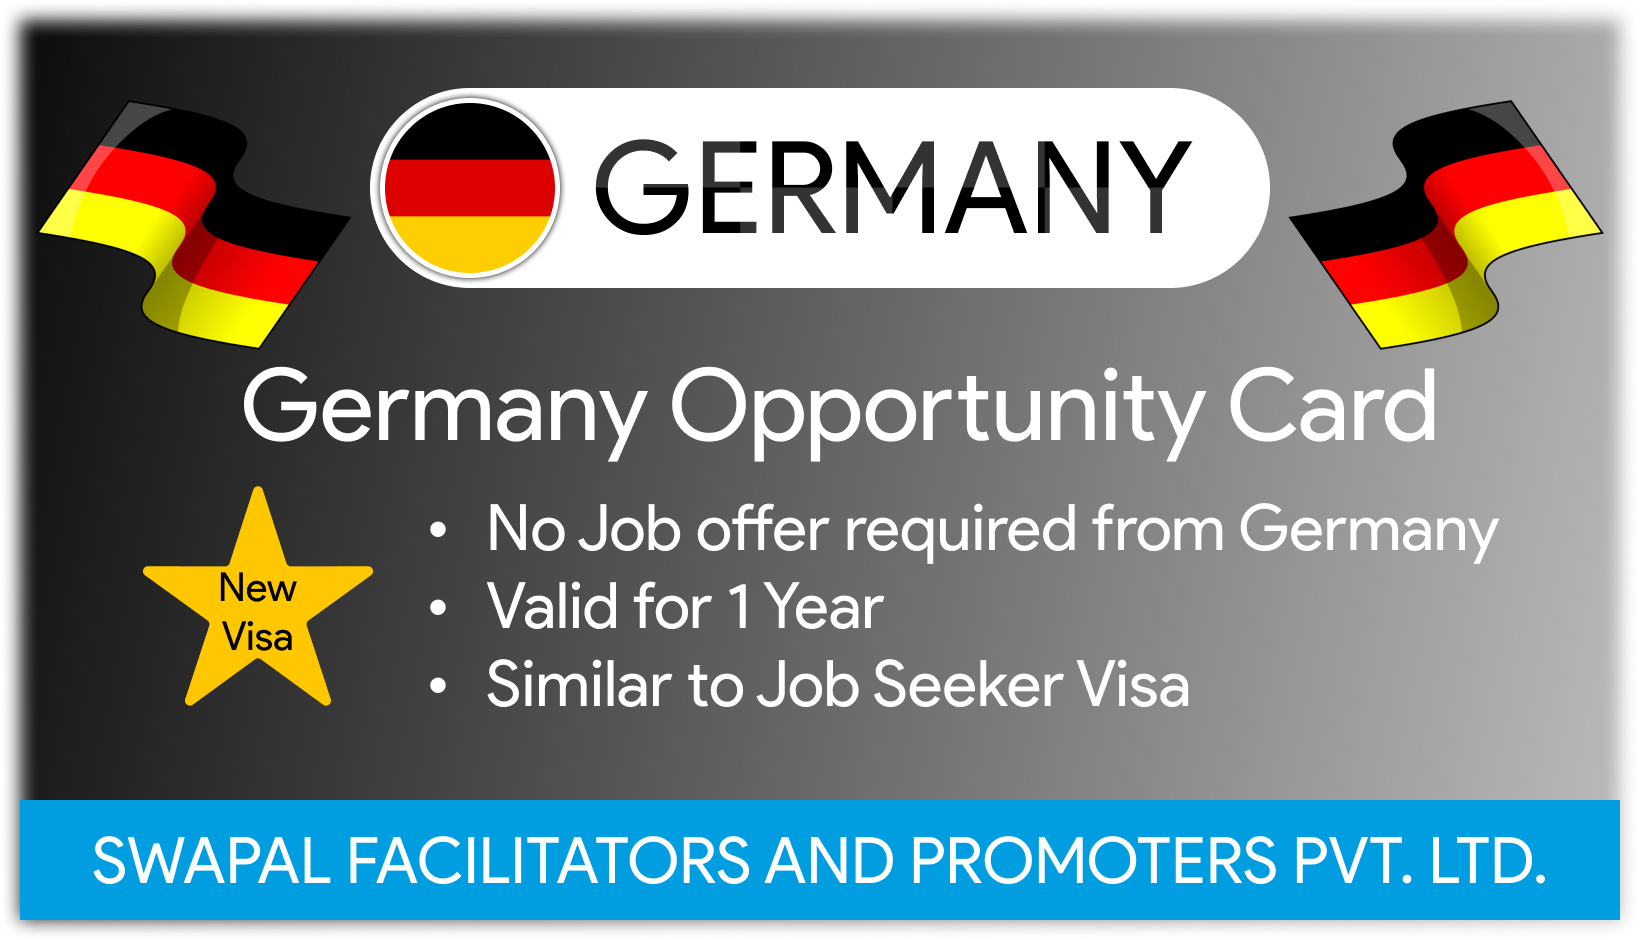 GERMANY
Germany Opportunity Card
New
Visa
• No Job offer required from Germany
• Valid for 1 Year
• Similar to Job Seeker Visa
SWAPAL FACILITATORS AND PROMOTERS PVT. LTD.